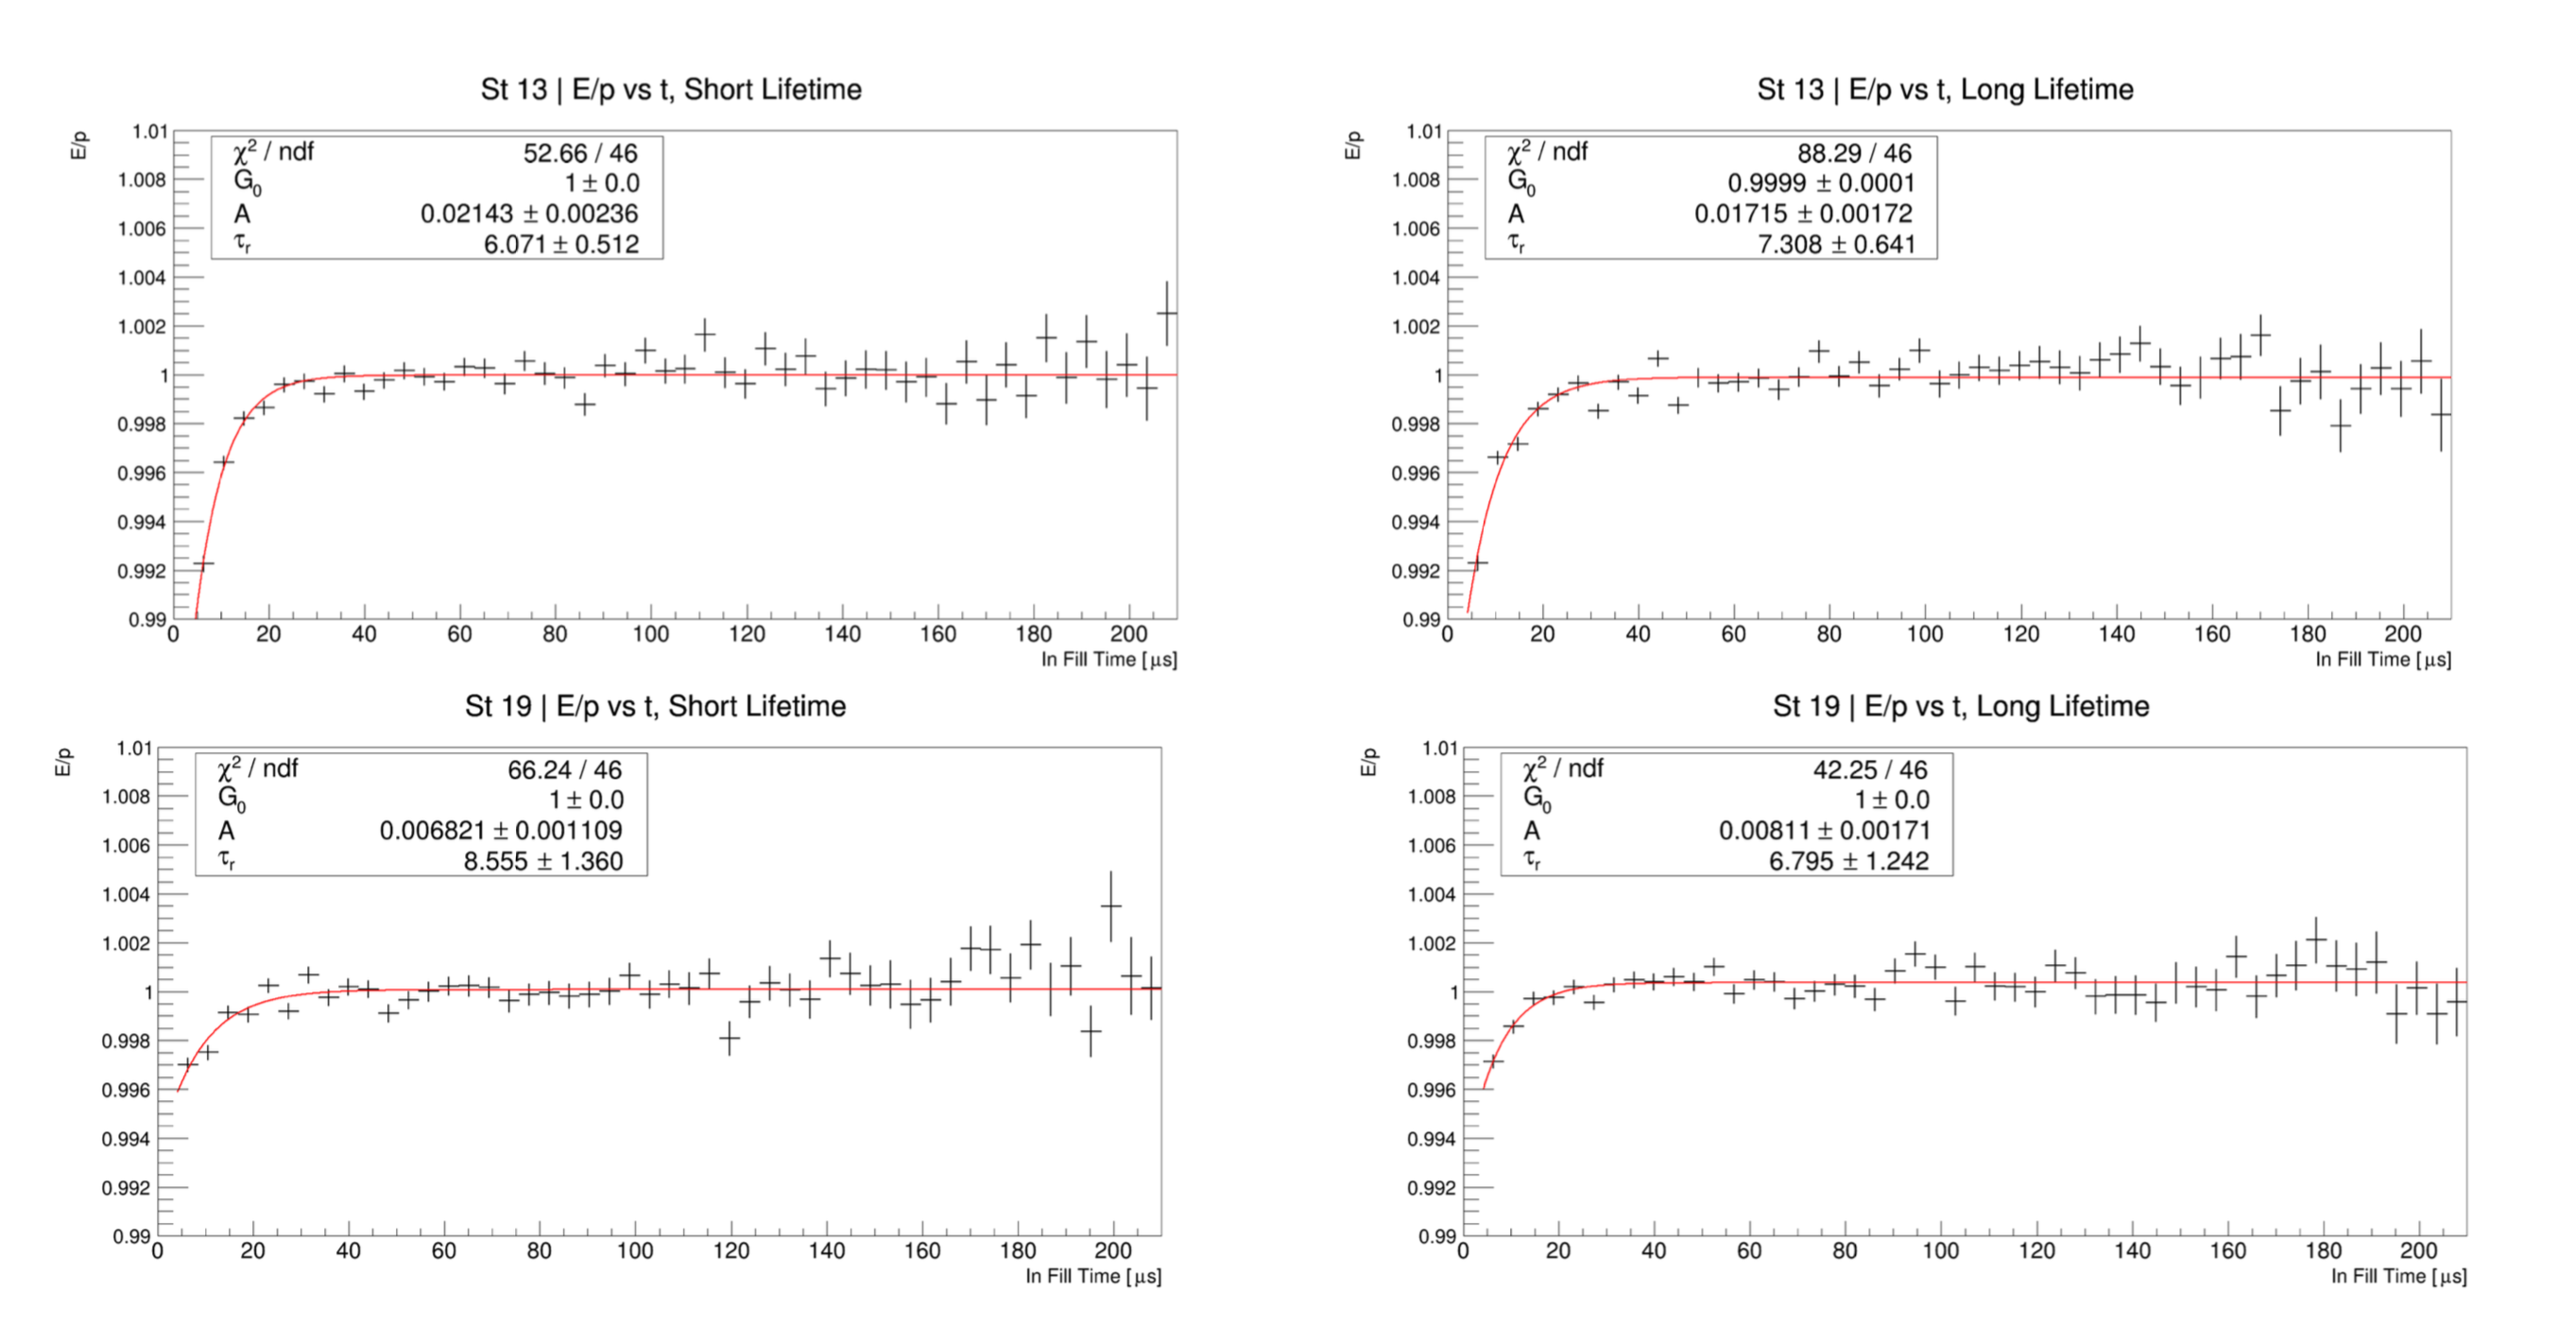 St 13 | E/p vs t, Short Lifetime
E/p
χ² / ndf 52.66 / 46
G₀ 1 ± 0.0
A 0.02143 ± 0.00236
τᵣ 6.071 ± 0.512
1.01
1.008
1.006
1.004
1.002
1
0.998
0.996
0.994
0.992
0.99
0 20 40 60 80 100 120 140 160 180 200
In Fill Time [μs]
St 13 | E/p vs t, Long Lifetime
E/p
χ² / ndf 88.29 / 46
G₀ 0.9999 ± 0.0001
A 0.01715 ± 0.00172
τᵣ 7.308 ± 0.641
1.01
1.008
1.006
1.004
1.002
1
0.998
0.996
0.994
0.992
0.99
0 20 40 60 80 100 120 140 160 180 200
In Fill Time [μs]
St 19 | E/p vs t, Short Lifetime
E/p
χ² / ndf 66.24 / 46
G₀ 1 ± 0.0
A 0.006821 ± 0.001109
τᵣ 8.555 ± 1.360
1.01
1.008
1.006
1.004
1.002
1
0.998
0.996
0.994
0.992
0.99
0 20 40 60 80 100 120 140 160 180 200
In Fill Time [μs]
St 19 | E/p vs t, Long Lifetime
E/p
χ² / ndf 42.25 / 46
G₀ 1 ± 0.0
A 0.00811 ± 0.00171
τᵣ 6.795 ± 1.242
1.01
1.008
1.006
1.004
1.002
1
0.998
0.996
0.994
0.992
0.99
0 20 40 60 80 100 120 140 160 180 200
In Fill Time [μs]